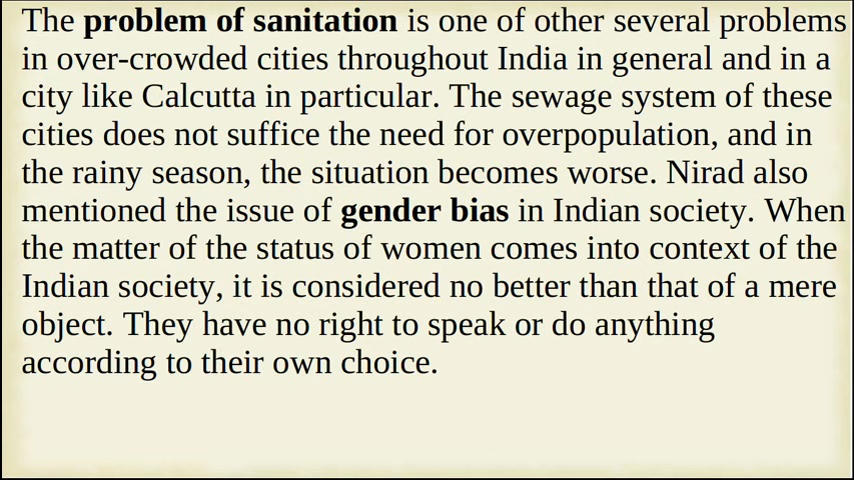 The problem of sanitation is one of other several problems
in over-crowded cities throughout India in general and in a
city like Calcutta in particular. The sewage system of these
cities does not suffice the need for overpopulation, and in
the rainy season, the situation becomes worse. Nirad also
mentioned the issue of gender bias in Indian society. When
the matter of the status of women comes into context of the
Indian society, it is considered no better than that of a mere
object. They have no right to speak or do anything
according to their own choice.